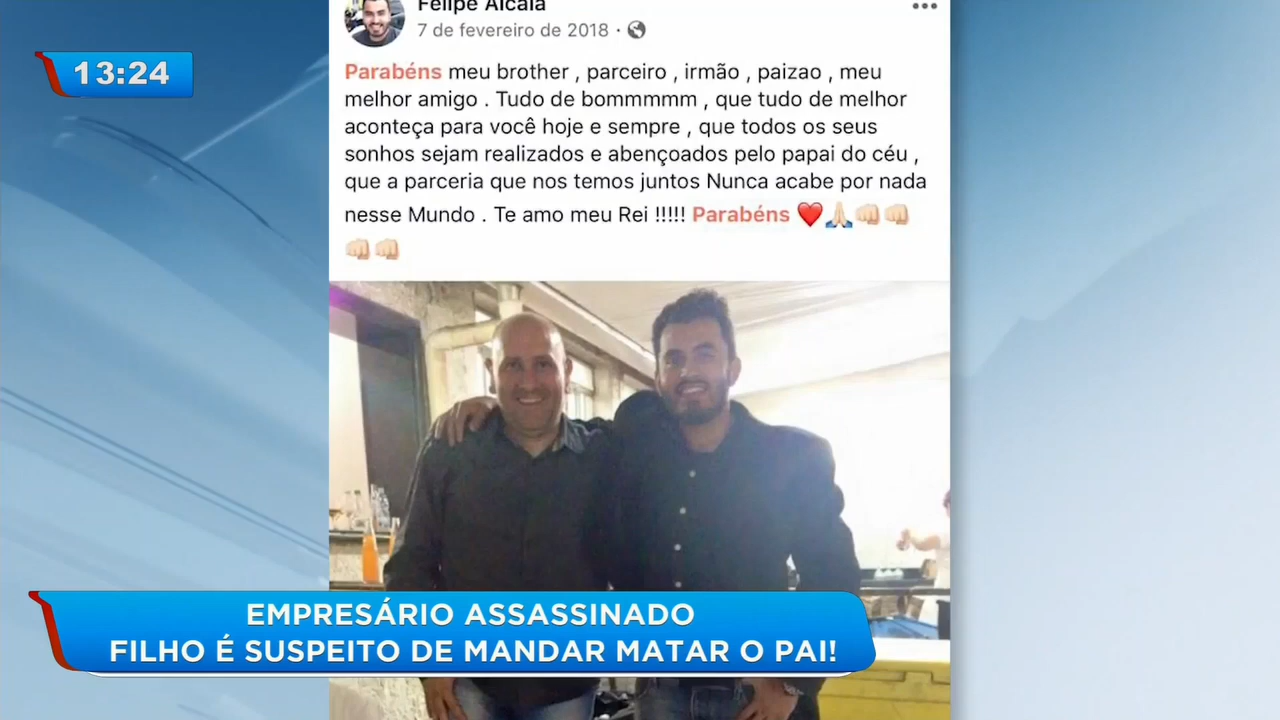 Felipe Alcala
7 de fevereiro de 2018 ·
13:24
Parabéns meu brother , parceiro , irmão , paizao , meu
melhor amigo . Tudo de bommmmm , que tudo de melhor
aconteça para você hoje e sempre , que todos os seus
sonhos sejam realizados e abençoados pelo papai do céu ,
que a parceria que nos temos juntos Nunca acabe por nada
nesse Mundo . Te amo meu Rei !!!!! Parabéns ❤️🙏🏻👊🏻👊🏻
👊🏻👊🏻
EMPRESÁRIO ASSASSINADO
FILHO É SUSPEITO DE MANDAR MATAR O PAI!